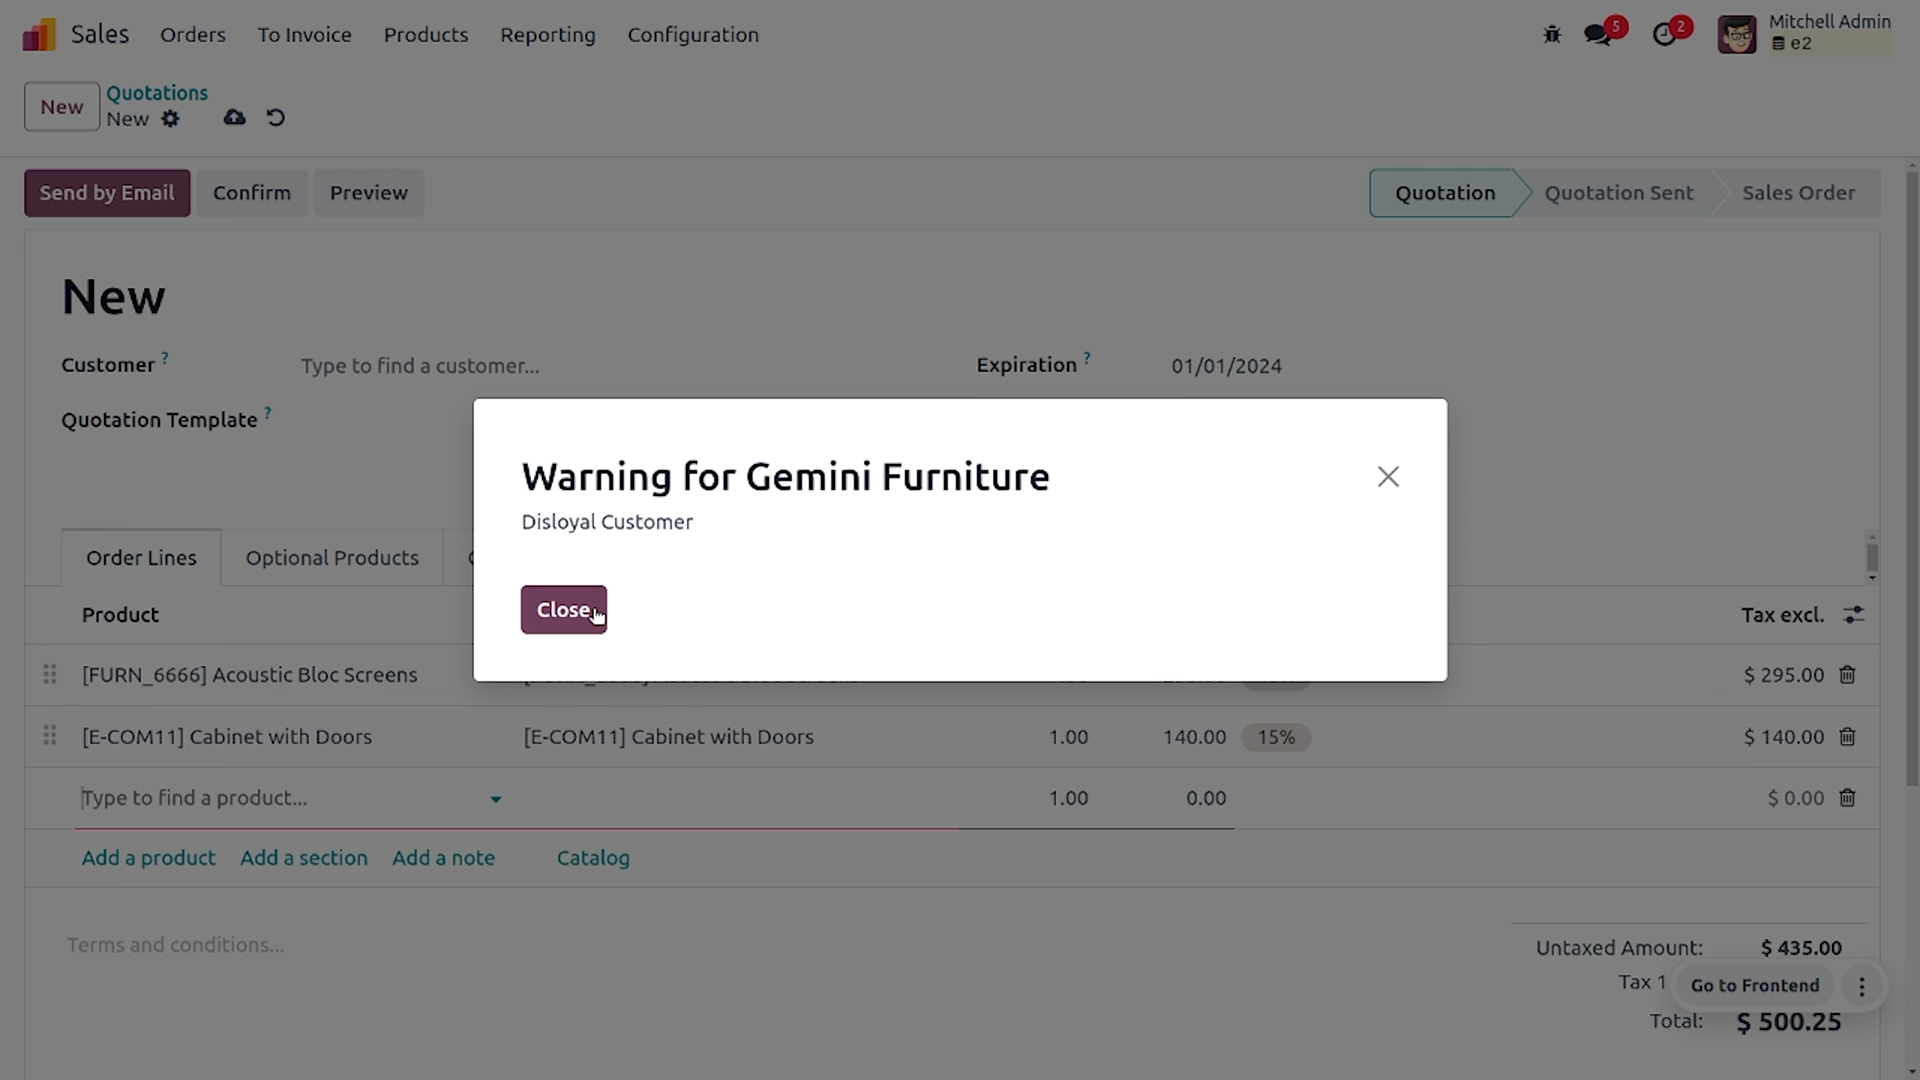 Sales Orders To Invoice Products Reporting Configuration 5 2 Mitchell Admin
e2
New Quotations
New
Send by Email Confirm Preview Quotation Quotation Sent Sales Order
New
Customer ? Type to find a customer... Expiration ? 01/01/2024
Quotation Template ?
Warning for Gemini Furniture
Disloyal Customer
Close
Order Lines Optional Products
Product Tax excl.
[FURN_6666] Acoustic Bloc Screens $ 295.00
[E-COM11] Cabinet with Doors [E-COM11] Cabinet with Doors 1.00 140.00 15% $ 140.00
Type to find a product... 1.00 0.00 $ 0.00
Add a product Add a section Add a note Catalog
Terms and conditions...
Untaxed Amount: $ 435.00
Tax 1
Go to Frontend
Total: $ 500.25